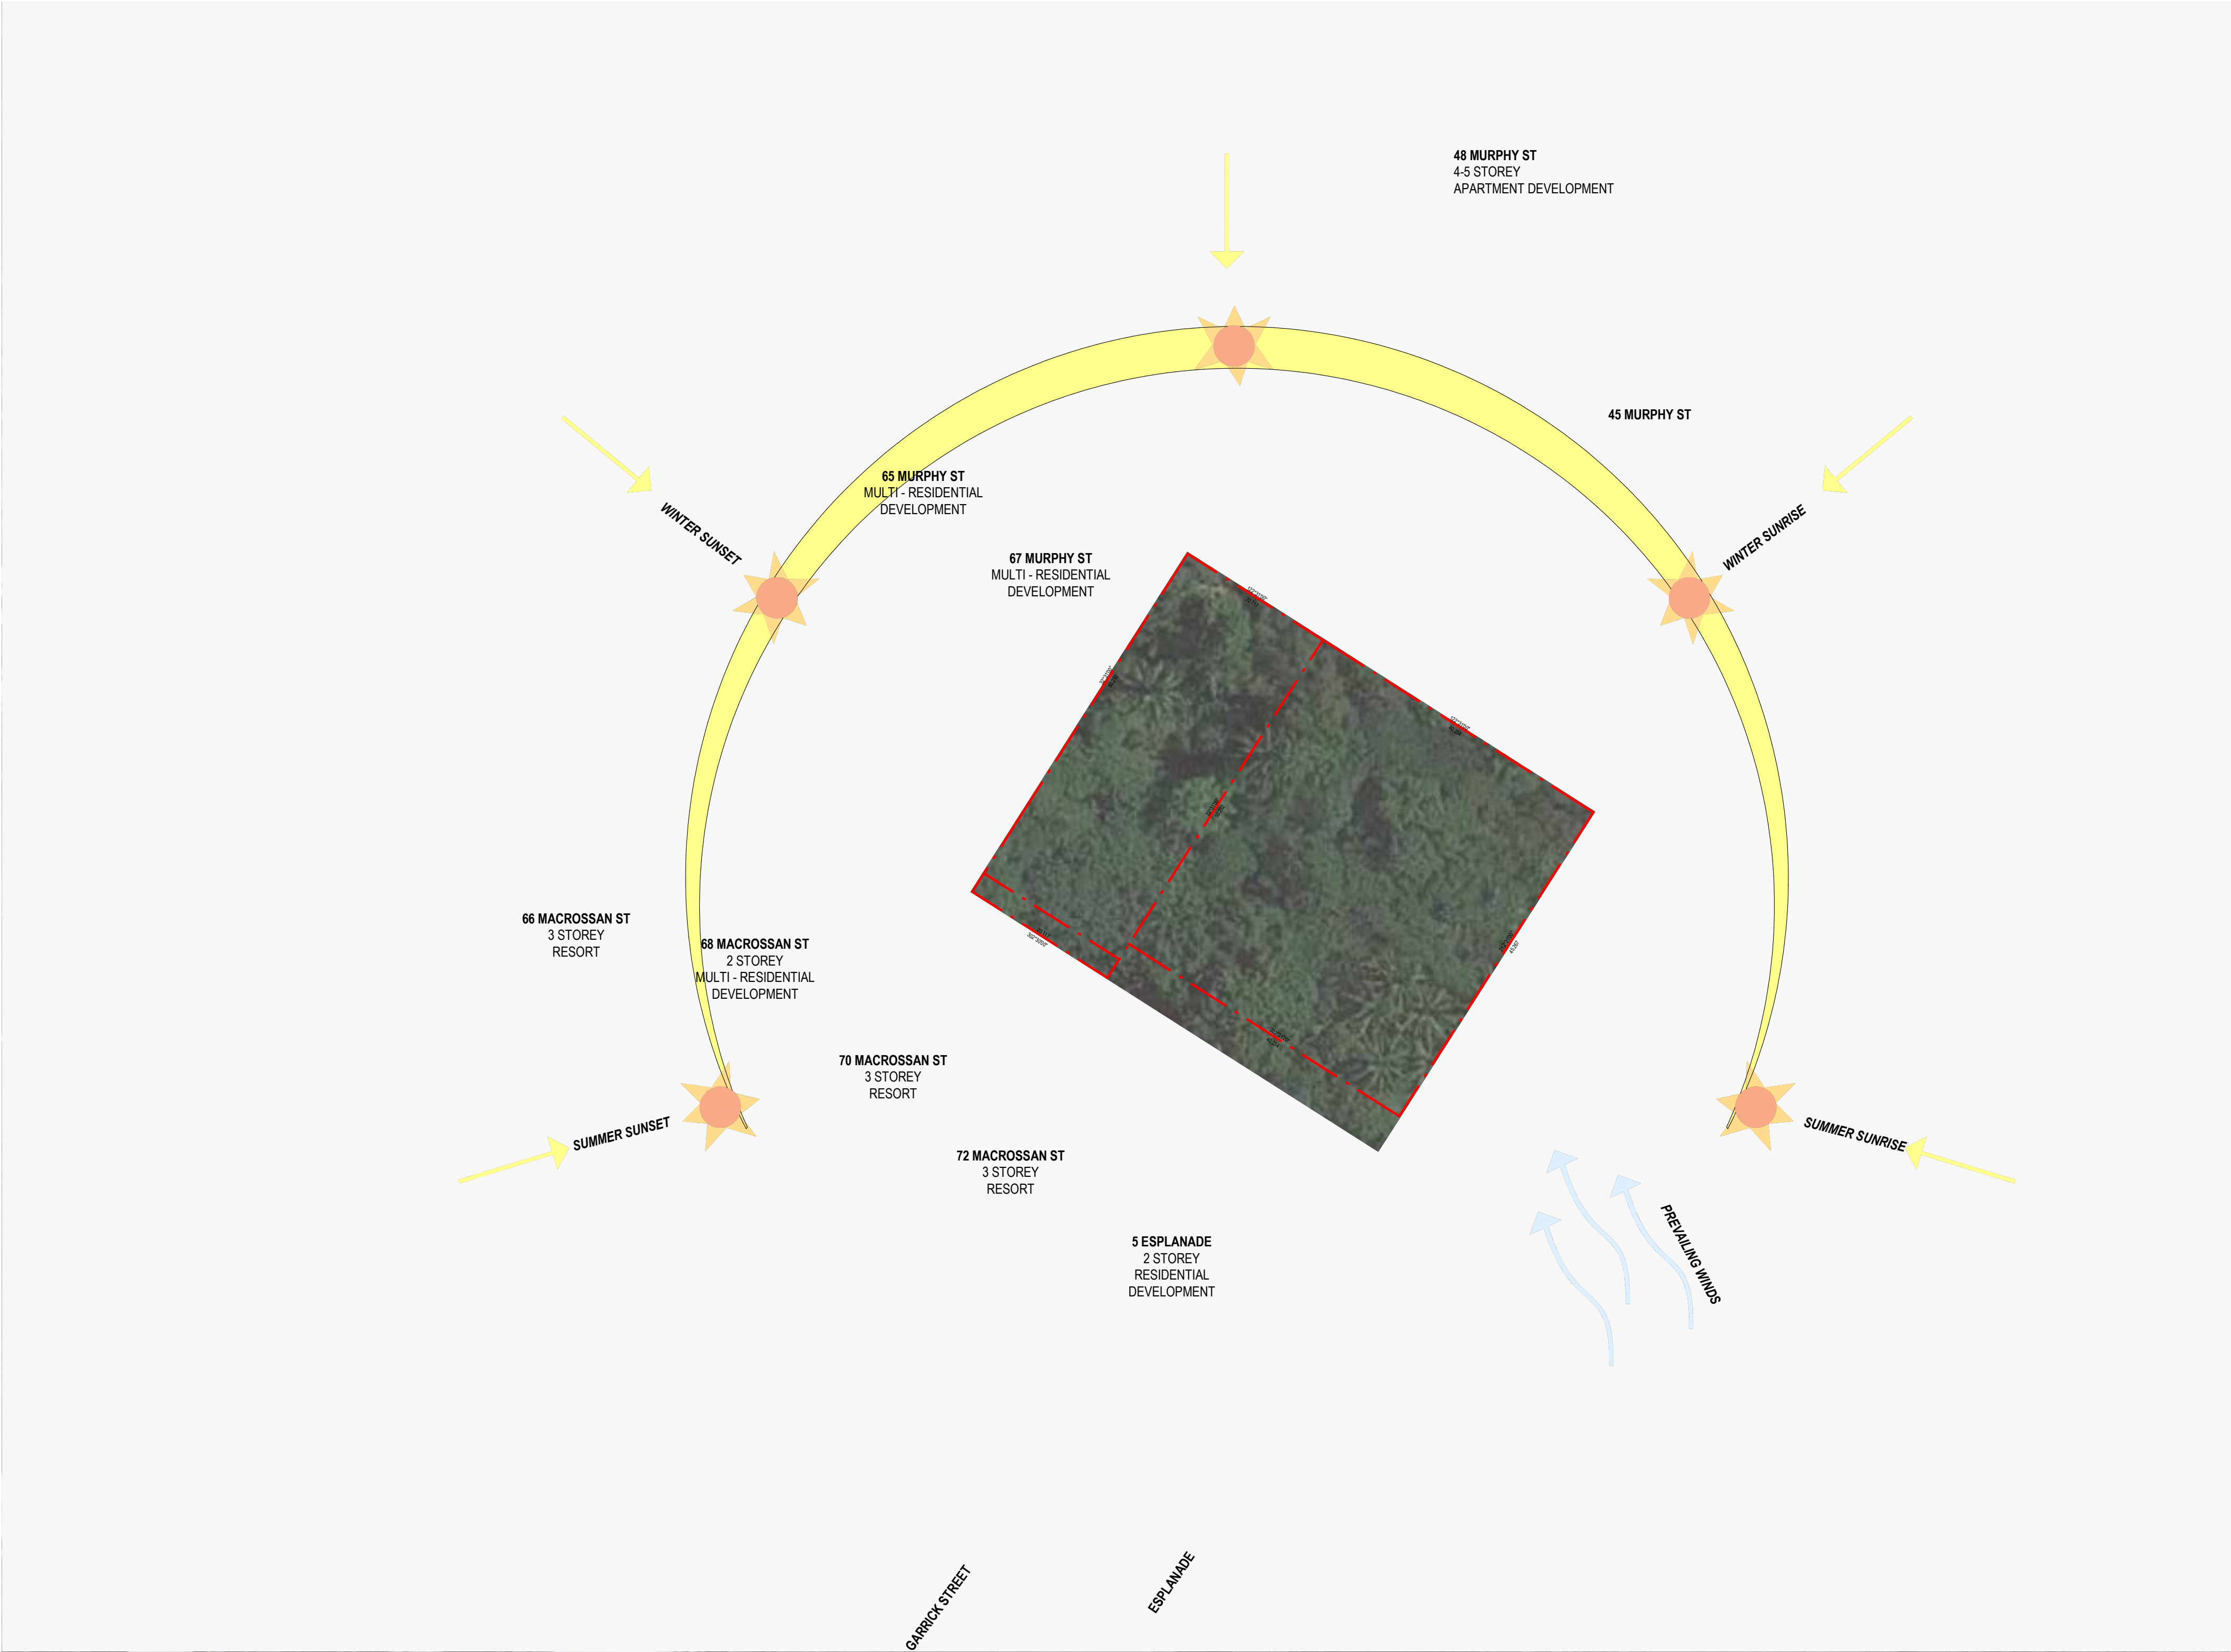 48 MURPHY ST
4-5 STOREY
APARTMENT DEVELOPMENT
45 MURPHY ST
65 MURPHY ST
MULTI - RESIDENTIAL
DEVELOPMENT
WINTER SUNSET
WINTER SUNRISE
67 MURPHY ST
MULTI - RESIDENTIAL
DEVELOPMENT
66 MACROSSAN ST
3 STOREY
RESORT
68 MACROSSAN ST
2 STOREY
MULTI - RESIDENTIAL
DEVELOPMENT
70 MACROSSAN ST
3 STOREY
RESORT
SUMMER SUNSET
SUMMER SUNRISE
72 MACROSSAN ST
3 STOREY
RESORT
PREVAILING WINDS
5 ESPLANADE
2 STOREY
RESIDENTIAL
DEVELOPMENT
GARRICK STREET
ESPLANADE